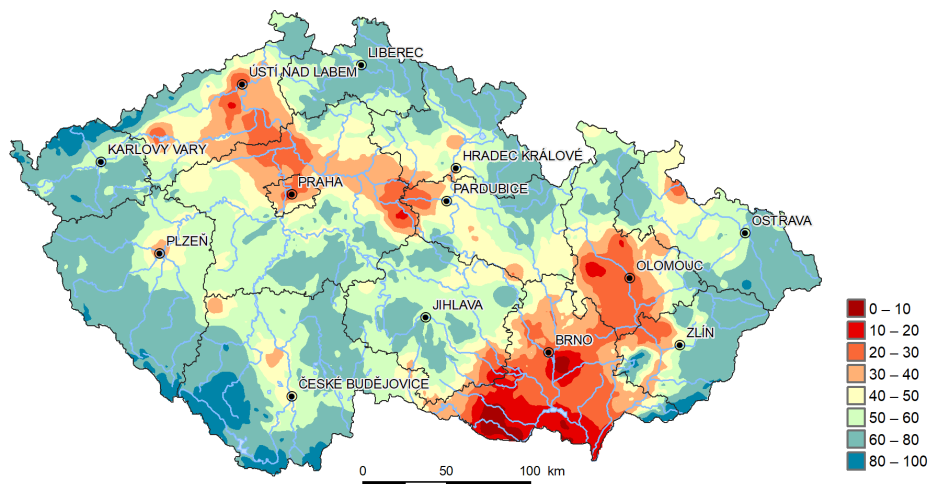 LIBEREC
ÚSTÍ NAD LABEM
KARLOVY VARY
HRADEC KRÁLOVÉ
PRAHA
PARDUBICE
OSTRAVA
PLZEŇ
OLOMOUC
JIHLAVA
ZLÍN
BRNO
ČESKÉ BUDĚJOVICE
0 – 10
10 – 20
20 – 30
30 – 40
40 – 50
50 – 60
60 – 80
80 – 100
0 50 100 km